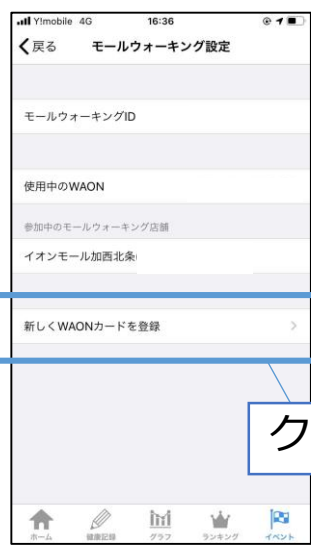 Y!mobile 4G 16:36
戻る モールウォーキング設定
モールウォーキングID
使用中のWAON
参加中のモールウォーキング店舗
イオンモール加西北条
新しくWAONカードを登録
ク
ホーム 健康記録 グラフ ランキング イベント